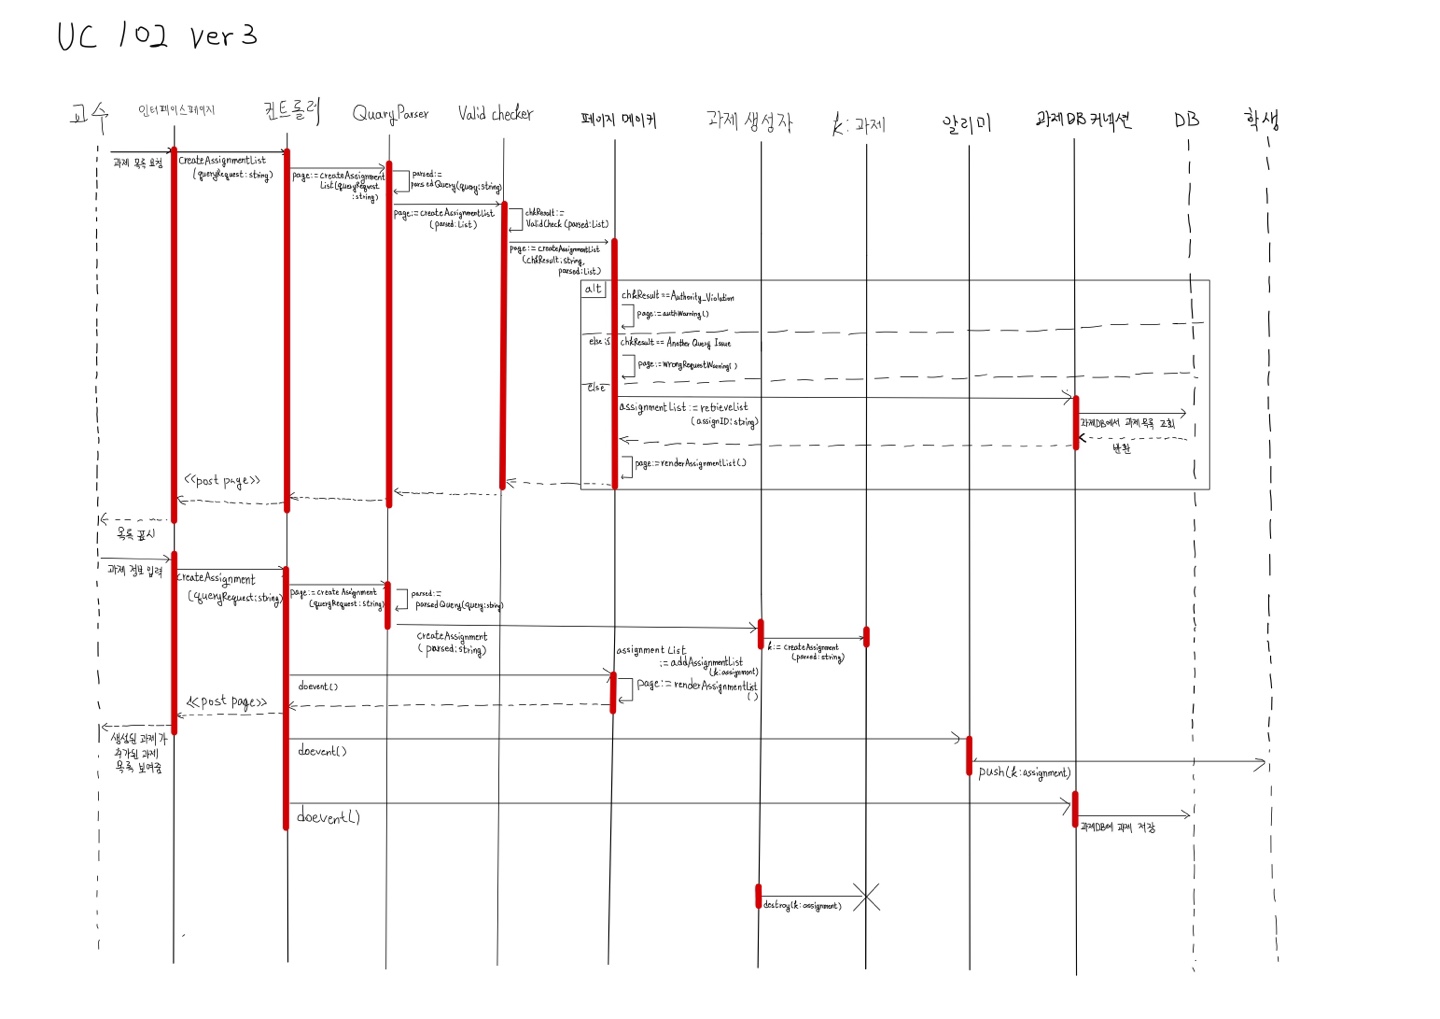 UC 102 ver 3
교수
인터페이스페이지
컨트롤러
QuaryParser
Valid checker
페이지 메이커
과제 생성자
k: 과제
알리미
과제 DB 커넥션
DB
학생
과제 목록 요청
createAssignmentList
(queryRequest: string)
page:=createAssignment
List(queryRequest
:string)
parsed:=
parsedQuery(query:string)
page:=createAssignmentList
(parsed:List)
chkResult:=
ValidCheck(parsed:List)
page:=createAssignmentList
(chkResult:string,
parsed:List)
alt
chkResult==Authority_Violation
page:=authWarning()
else if
chkResult== Another Query Issue
page:=wrongRequestWarning()
else
assignmentList:=retrieveList
(assignID:string)
과제DB에서 과제목록 조회
반환
page:=renderAssignmentList()
<<post page>>
목록 표시
과제 정보 입력
createAssignment
(queryRequest:string)
page:=create Assignment
(queryRequest:string)
parsed:=
parsedQuery(query:string)
createAssignment
(parsed:string)
k:=createAssignment
(parsed:string)
assignment List
:=addAssignmentList
(k:assignment)
doevent()
page:=renderAssignmentList
()
<<post page>>
생성된 과제가
추가된 과제
목록 보여줌
doevent()
push(k:assignment)
doevent()
과제DB에 과제 저장
destroy(k:assignment)